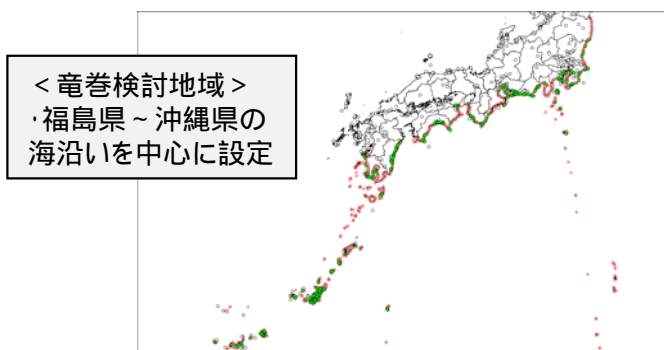 ＜竜巻検討地域＞
・福島県～沖縄県の
海沿いを中心に設定